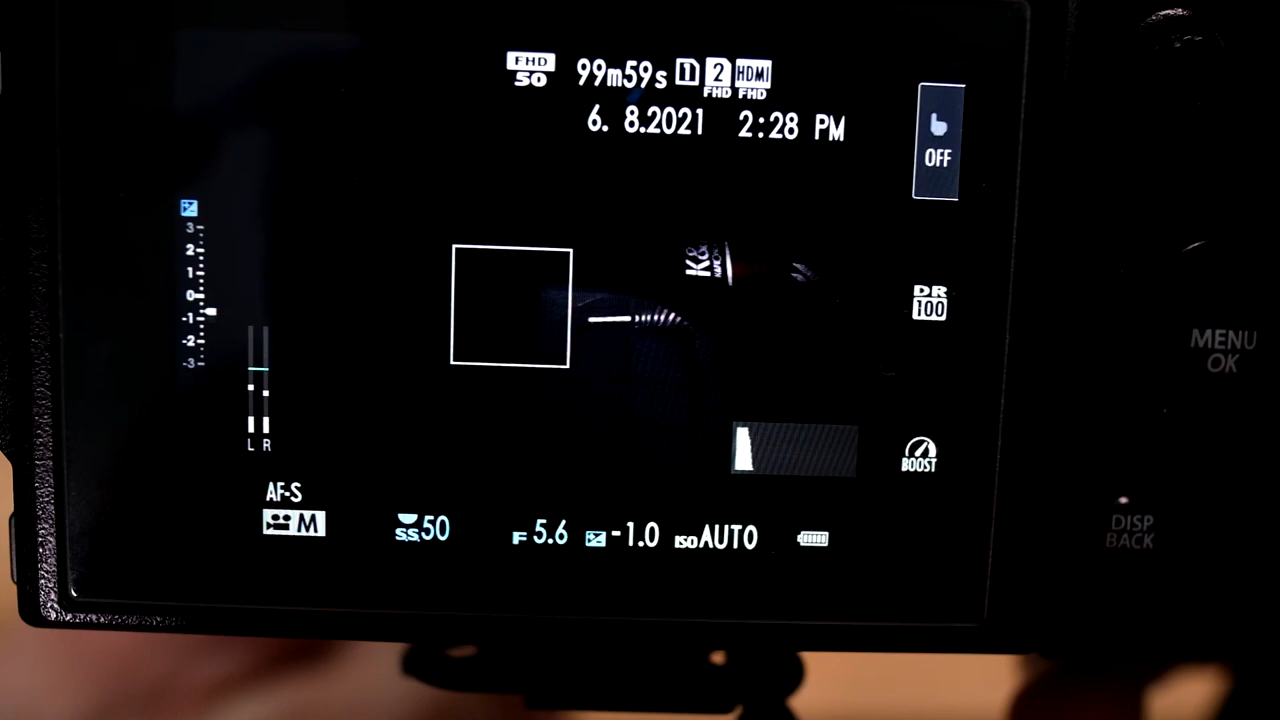 FHD 50 99m59s 1 2 FHD HDMI FHD
6. 8.2021 2:28 PM
OFF
3
2
1
0
-1
-2
-3
K&
DR 100
MENU OK
L R
BOOST
AF-S
M SS 50 F 5.6 -1.0 ISO AUTO
DISP BACK